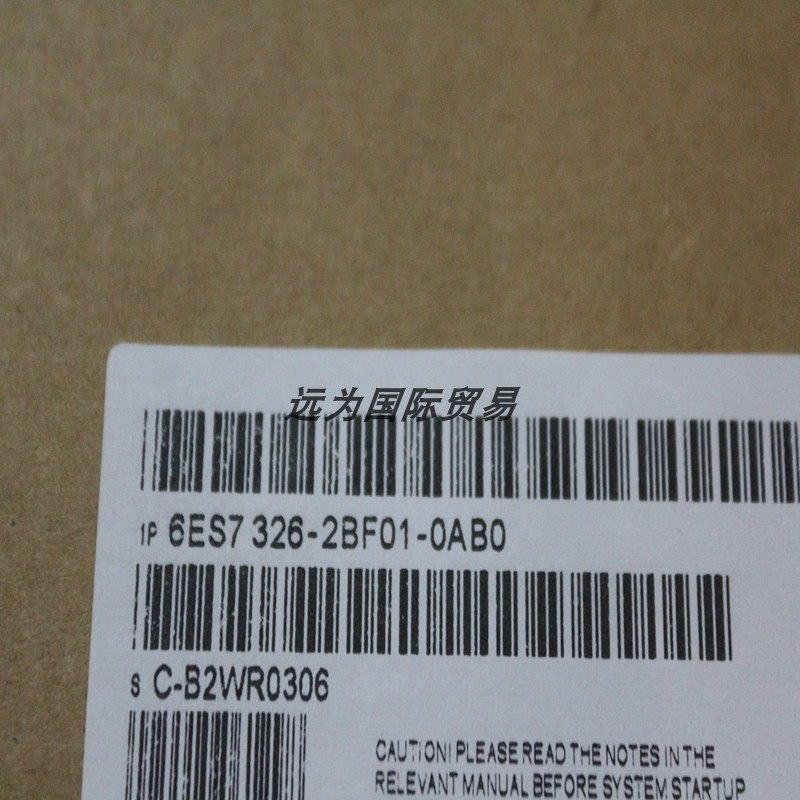 远为国际贸易
1P 6ES7 326-2BF01-0AB0
S C-B2WR0306
CAUTION! PLEASE READ THE NOTES IN THE
RELEVANT MANUAL BEFORE SYSTEM STARTUP